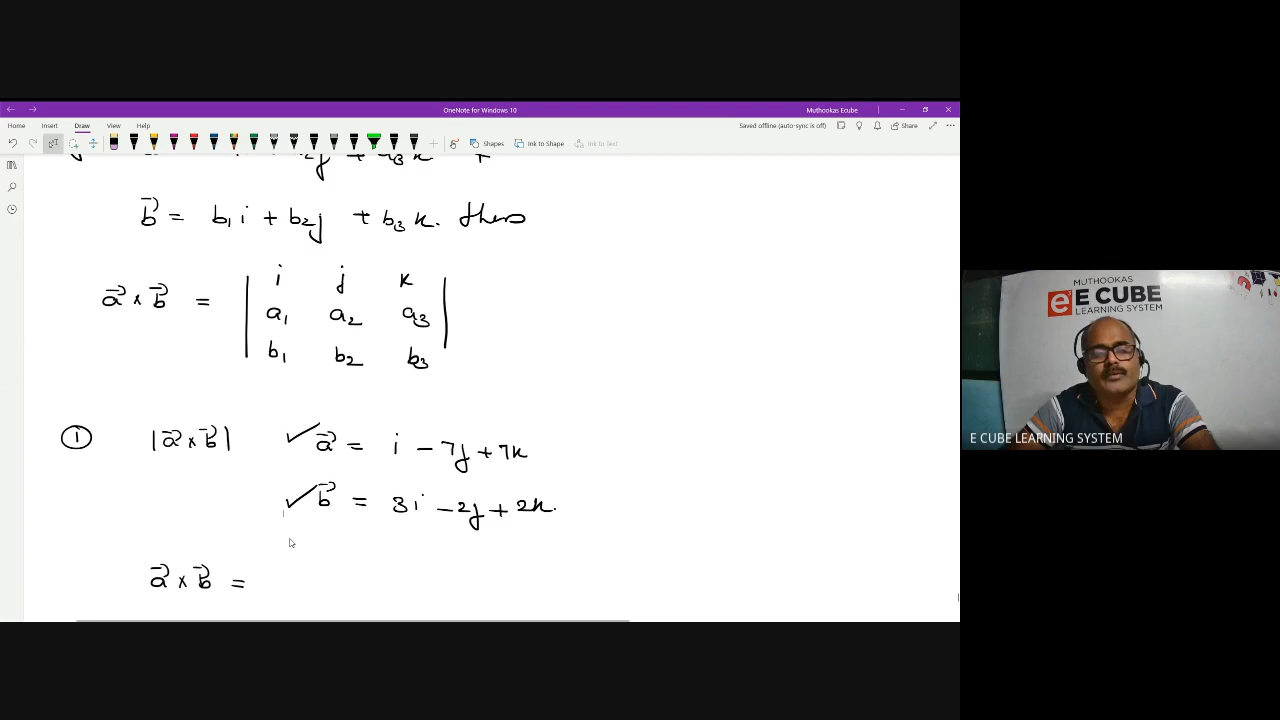 OneNote for Windows 10
Muthookas Ecube
Home Insert Draw View Help
Saved offline (auto-sync is off) Share
Shapes Ink to Shape Ink to Text
b⃗ = b₁i + b₂j + b₃k. then
a⃗ × b⃗ = | i j k |
| a₁ a₂ a₃ |
| b₁ b₂ b₃ |
① |a⃗ × b⃗| ✓ a⃗ = i - 7j + 7k
✓ b⃗ = 3i - 2j + 2k.
a⃗ × b⃗ =
MUTHOOKAS
e³ E CUBE
LEARNING SYSTEM
E CUBE LEARNING SYSTEM